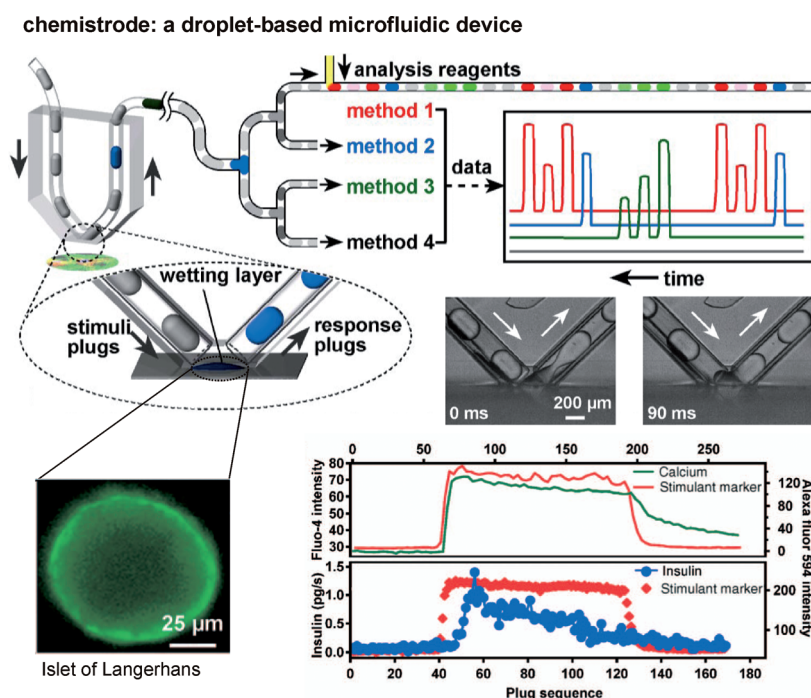 chemistrode: a droplet-based microfluidic device
analysis reagents
method 1
method 2
method 3
method 4
data
time
wetting layer
stimuli
plugs
response
plugs
0 ms
200 µm
90 ms
25 µm
Islet of Langerhans
0 50 100 150 200 250
80
70
60
50
40
30
Fluo-4 intensity
Calcium
Stimulant marker
120
80
40
0
Alexa fluor 594 intensity
1.5
1.0
0.5
0.0
Insulin (pg/s)
Insulin
Stimulant marker
200
100
0 20 40 60 80 100 120 140 160 180
Plug sequence